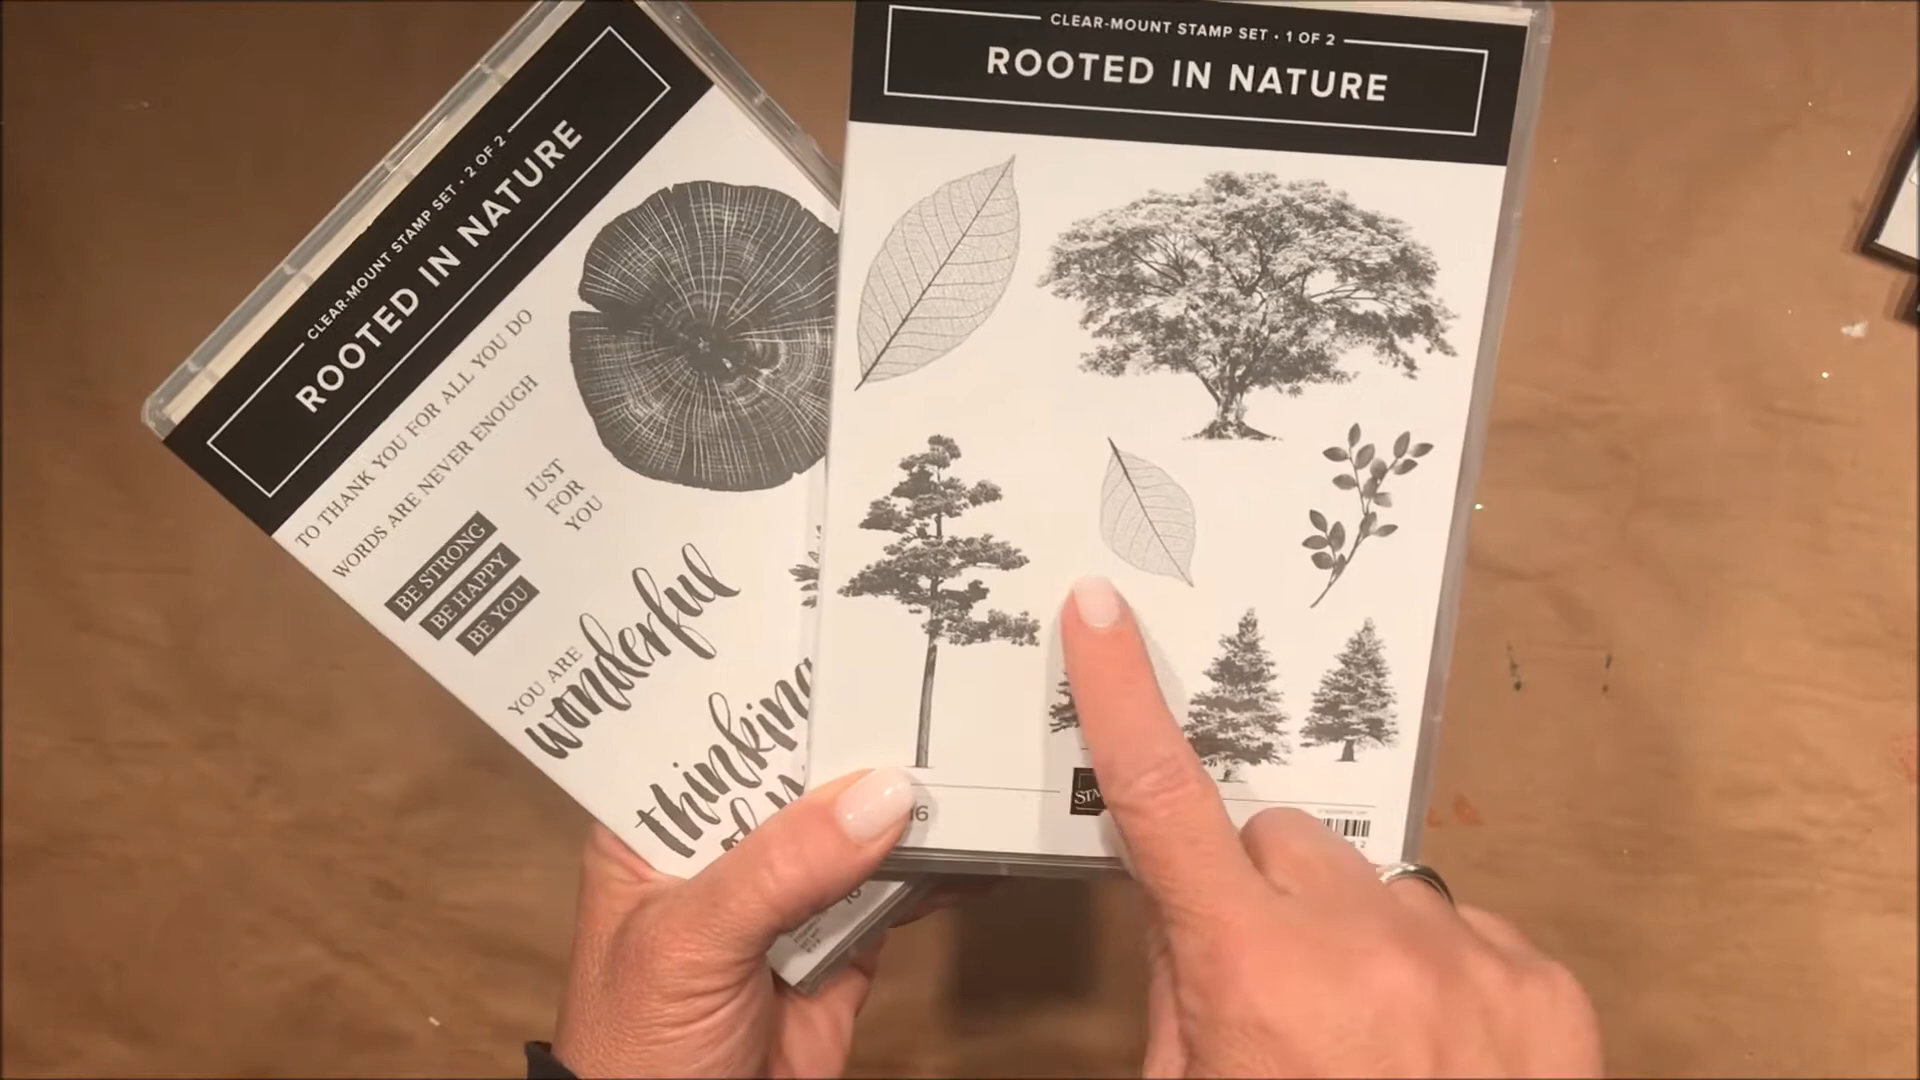 CLEAR-MOUNT STAMP SET • 2 OF 2
ROOTED IN NATURE
TO THANK YOU FOR ALL YOU DO
WORDS ARE NEVER ENOUGH
JUST
FOR
YOU
BE STRONG
BE HAPPY
BE YOU
YOU ARE
wonderful
thinking
CLEAR-MOUNT STAMP SET • 1 OF 2
ROOTED IN NATURE
16